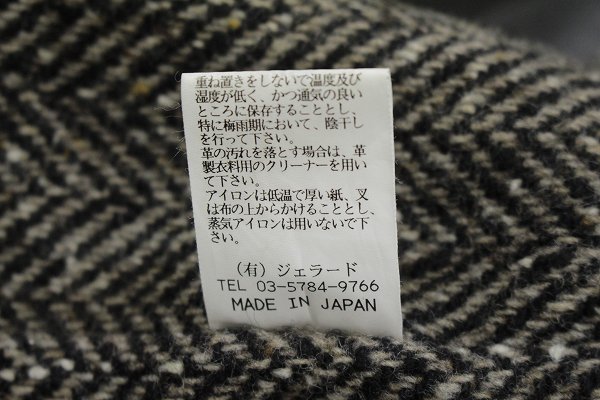 重ね置きをしないで温度及び
湿度が低く、かつ通気の良い
ところに保存することとし、
特に梅雨期において、陰干し
を行って下さい。
革の汚れを落とす場合は、革
製衣料用のクリーナーを用い
て下さい。
アイロンは低温で厚い紙、又
は布の上からかけることとし、
蒸気アイロンは用いないで下
さい。
(有) ジェラード
TEL 03-5784-9766
MADE IN JAPAN